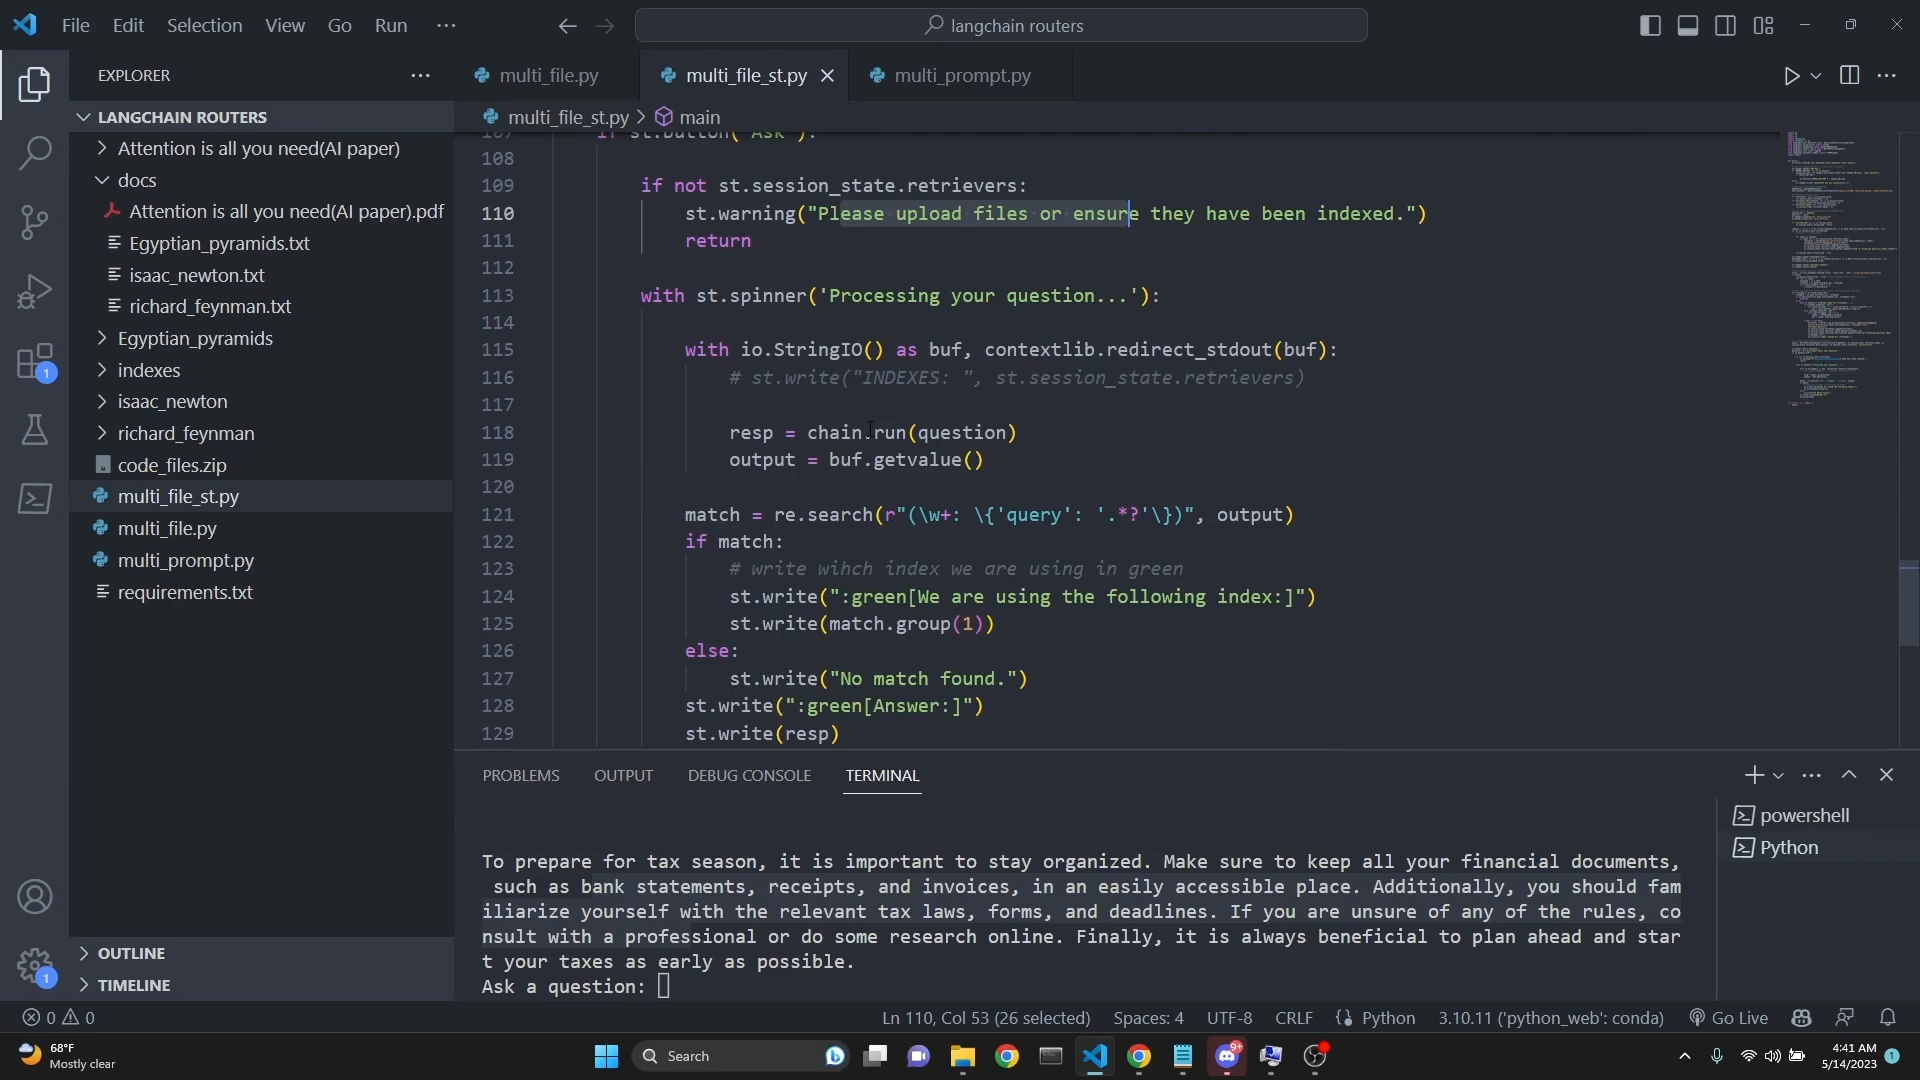 File Edit Selection View Go Run ···
langchain routers
EXPLORER ···
multi_file.py
multi_file_st.py
multi_prompt.py
LANGCHAIN ROUTERS
multi_file_st.py > main
Attention is all you need(AI paper)
docs
Attention is all you need(AI paper).pdf
Egyptian_pyramids.txt
isaac_newton.txt
richard_feynman.txt
Egyptian_pyramids
indexes
isaac_newton
richard_feynman
code_files.zip
multi_file_st.py
multi_file.py
multi_prompt.py
requirements.txt
OUTLINE
TIMELINE
1
1
107 if st.button("Ask"):
108
109 if not st.session_state.retrievers:
110 st.warning("Please upload files or ensure they have been indexed.")
111 return
112
113 with st.spinner('Processing your question...'):
114
115 with io.StringIO() as buf, contextlib.redirect_stdout(buf):
116 # st.write("INDEXES: ", st.session_state.retrievers)
117
118 resp = chain.run(question)
119 output = buf.getvalue()
120
121 match = re.search(r"(\w+: \{'query': '.*?'\})", output)
122 if match:
123 # write wihch index we are using in green
124 st.write(":green[We are using the following index:]")
125 st.write(match.group(1))
126 else:
127 st.write("No match found.")
128 st.write(":green[Answer:]")
129 st.write(resp)
PROBLEMS OUTPUT DEBUG CONSOLE TERMINAL
powershell
Python
To prepare for tax season, it is important to stay organized. Make sure to keep all your financial documents,
such as bank statements, receipts, and invoices, in an easily accessible place. Additionally, you should fam
iliarize yourself with the relevant tax laws, forms, and deadlines. If you are unsure of any of the rules, co
nsult with a professional or do some research online. Finally, it is always beneficial to plan ahead and star
t your taxes as early as possible.
Ask a question:
0 0
Ln 110, Col 53 (26 selected) Spaces: 4 UTF-8 CRLF Python 3.10.11 ('python_web': conda) Go Live
68°F
Mostly clear
Search
9+
4:41 AM
5/14/2023
1